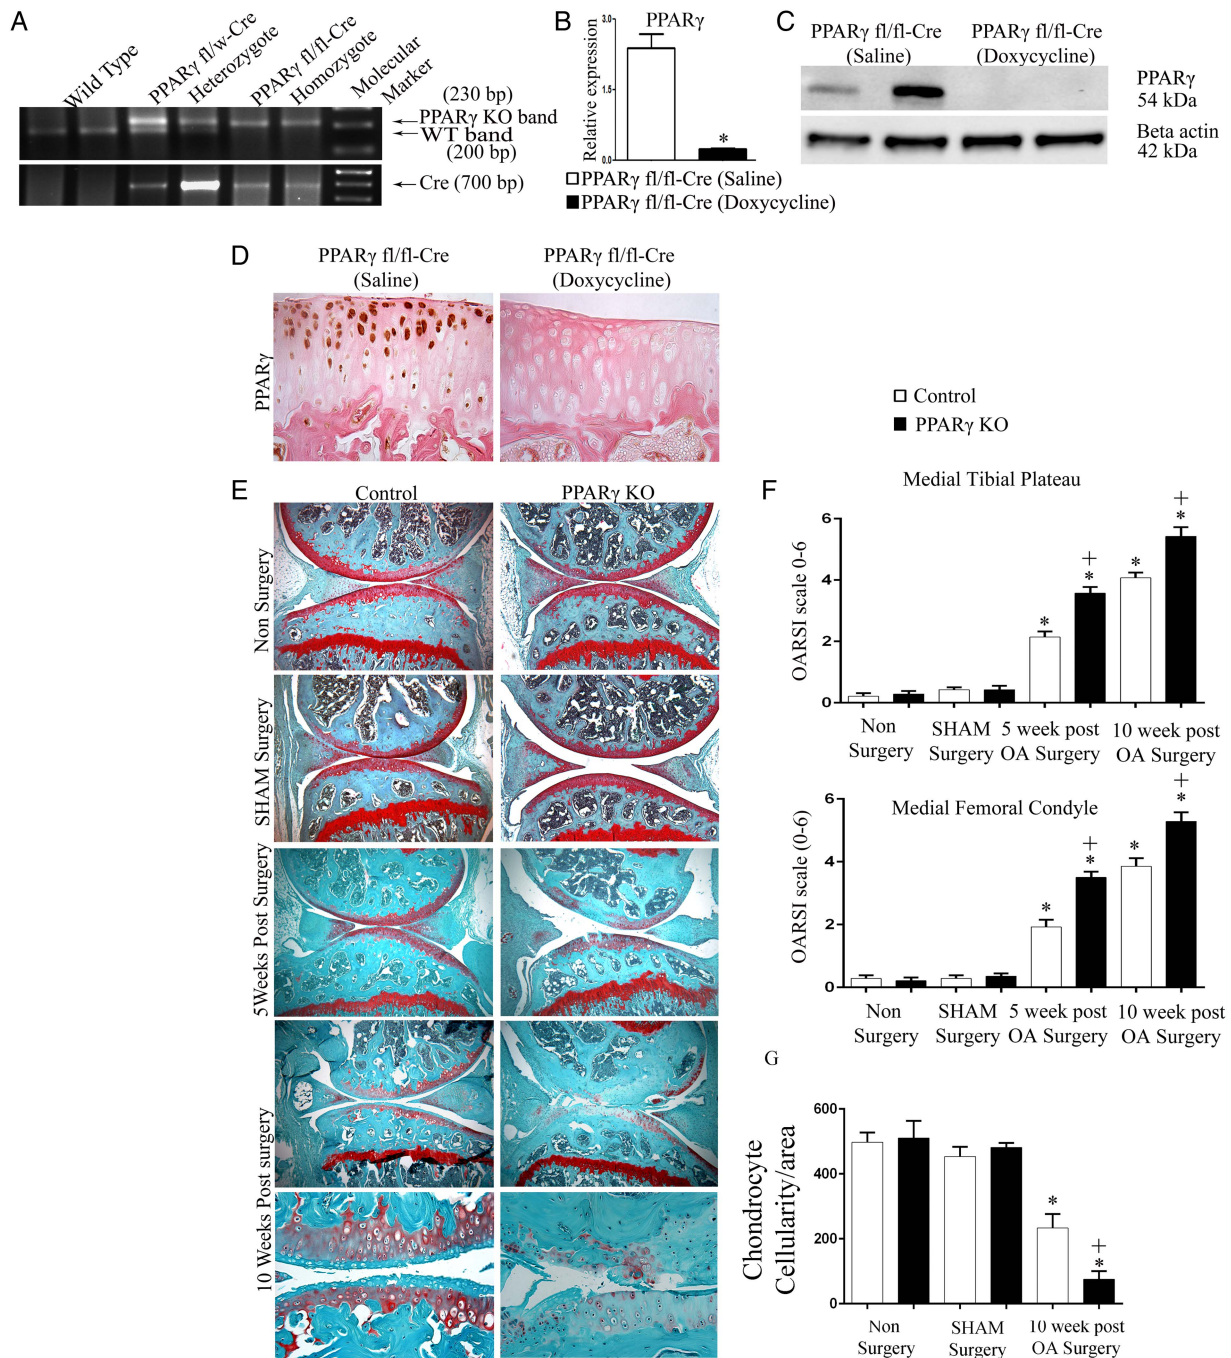 A
Wild Type
PPARγ fl/w-Cre
Heterozygote
PPARγ fl/fl-Cre
Homozygote
Molecular
Marker
(230 bp)
PPARγ KO band
WT band
(200 bp)
Cre (700 bp)
B
PPARγ
Relative expression
3.0
1.5
0.0
*
PPARγ fl/fl-Cre (Saline)
PPARγ fl/fl-Cre (Doxycycline)
C
PPARγ fl/fl-Cre
(Saline)
PPARγ fl/fl-Cre
(Doxycycline)
PPARγ
54 kDa
Beta actin
42 kDa
D
PPARγ fl/fl-Cre
(Saline)
PPARγ fl/fl-Cre
(Doxycycline)
PPARγ
E
Control
PPARγ KO
Non Surgery
SHAM Surgery
5Weeks Post Surgery
10 Weeks Post surgery
Control
PPARγ KO
F
Medial Tibial Plateau
OARSI scale 0-6
6
4
2
0
*
+
*
*
+
*
Non
Surgery
SHAM
Surgery
5 week post
OA Surgery
10 week post
OA Surgery
Medial Femoral Condyle
OARSI scale (0-6)
6
4
2
0
*
+
*
*
+
*
Non
Surgery
SHAM
Surgery
5 week post
OA Surgery
10 week post
OA Surgery
G
Chondrocyte
Cellularity/area
600
400
200
0
*
+
*
Non
Surgery
SHAM
Surgery
10 week post
OA Surgery